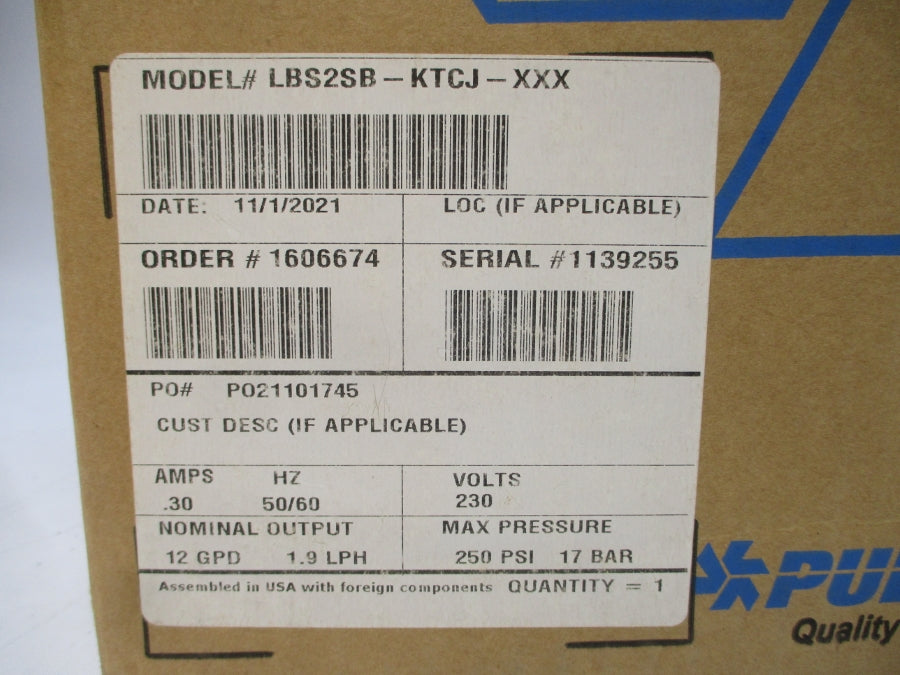 MODEL# LBS2SB – KTCJ – XXX
DATE: 11/1/2021
LOC (IF APPLICABLE)
ORDER # 1606674
SERIAL #1139255
PO# PO21101745
CUST DESC (IF APPLICABLE)
AMPS HZ
VOLTS
.30 50/60
230
NOMINAL OUTPUT
MAX PRESSURE
12 GPD 1.9 LPH
250 PSI 17 BAR
Assembled in USA with foreign components QUANTITY = 1
Quality